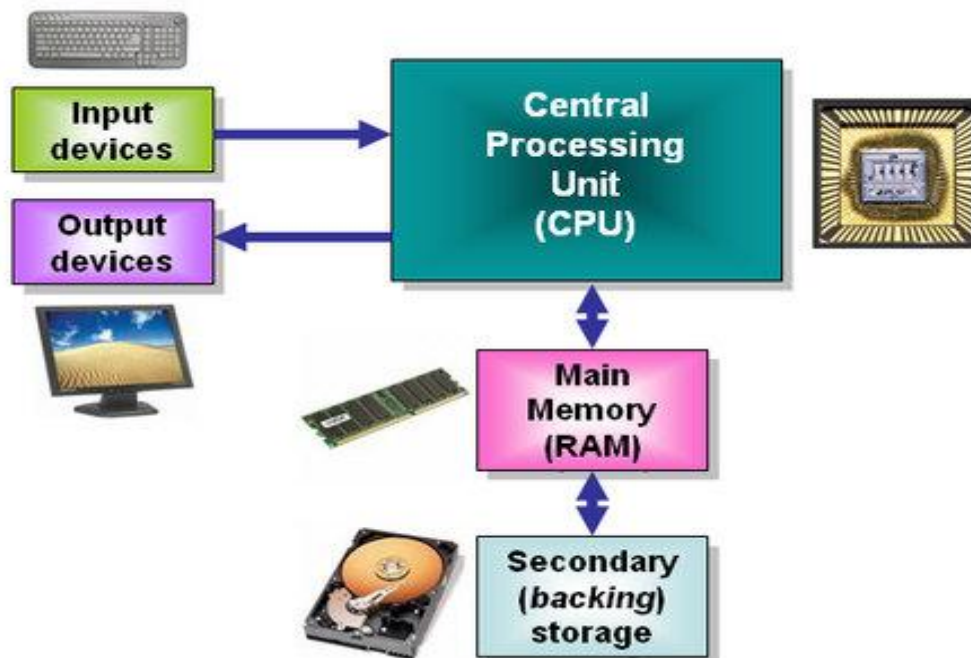 Input
devices
Central
Processing
Unit
(CPU)
Output
devices
Main
Memory
(RAM)
Secondary
(backing)
storage